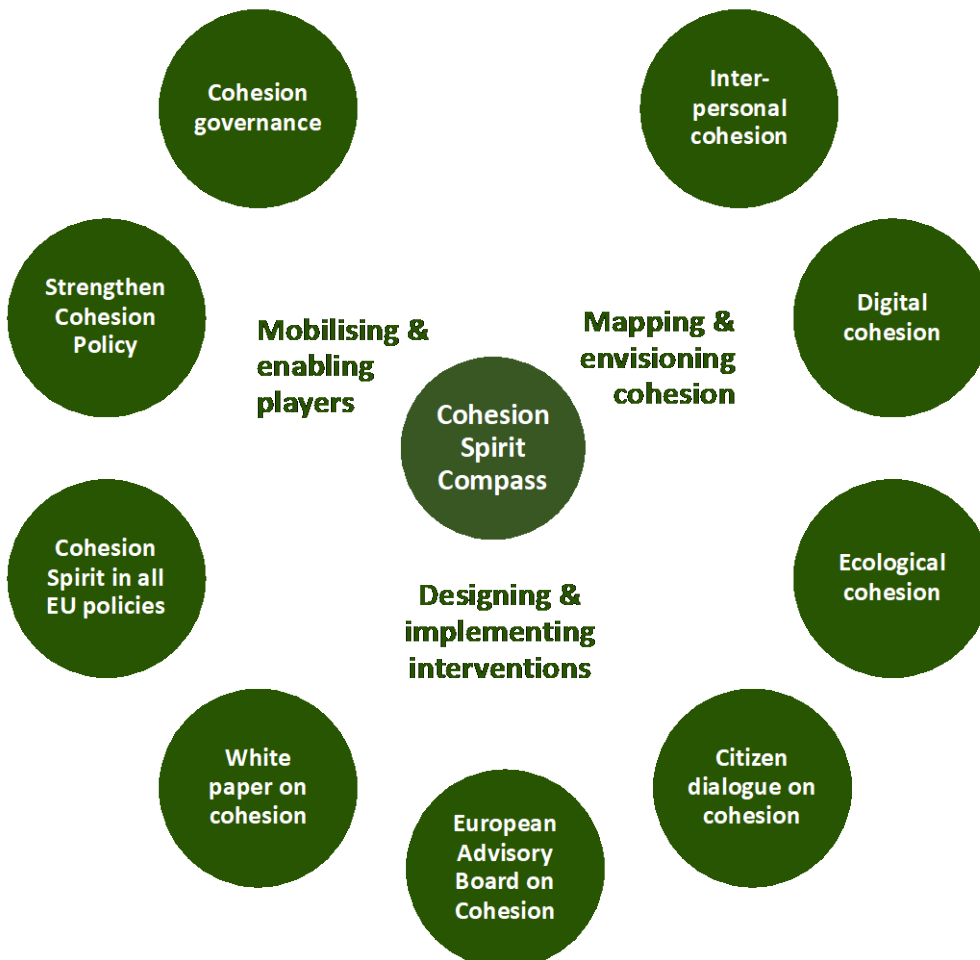 Cohesion
governance
Inter-
personal
cohesion
Strengthen
Cohesion
Policy
Mobilising &
enabling
players
Mapping &
envisioning
cohesion
Digital
cohesion
Cohesion
Spirit
Compass
Cohesion
Spirit in all
EU policies
Designing &
implementing
interventions
Ecological
cohesion
White
paper on
cohesion
European
Advisory
Board on
Cohesion
Citizen
dialogue on
cohesion